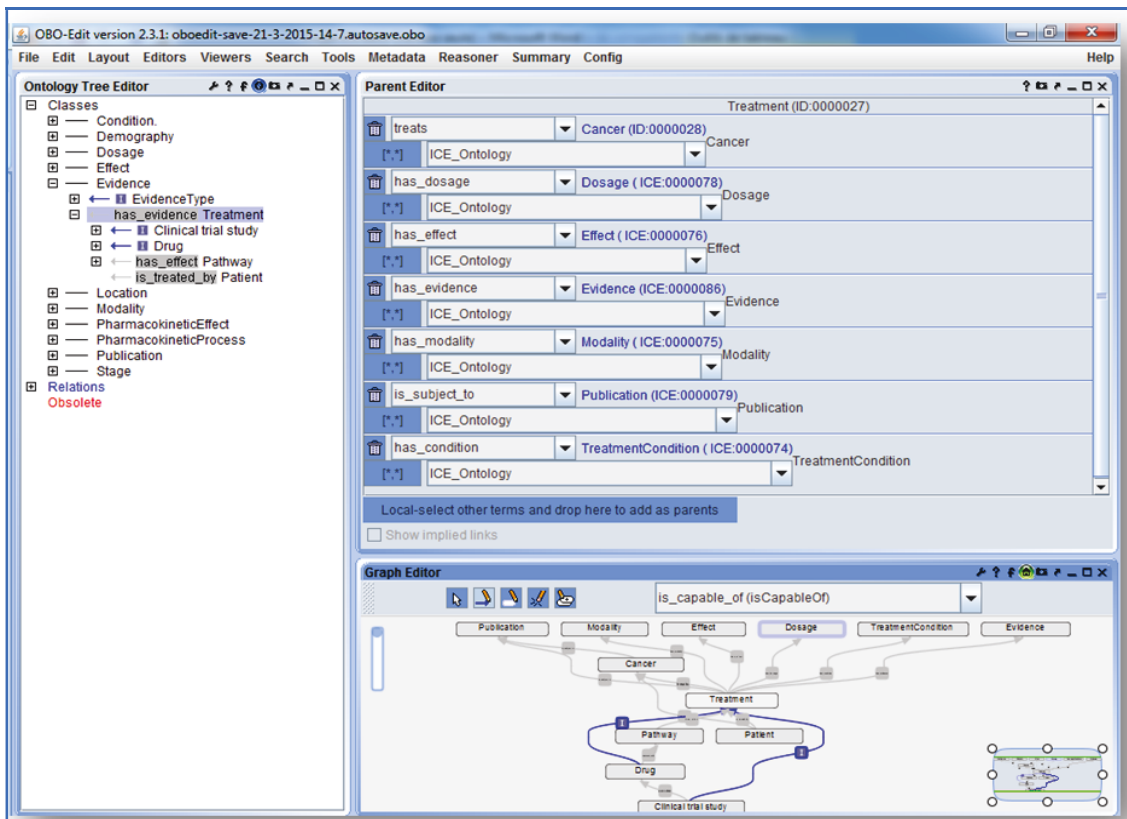 OBO-Edit version 2.3.1: oboedit-save-21-3-2015-14-7.autosave.obo
File Edit Layout Editors Viewers Search Tools Metadata Reasoner Summary Config Help
Ontology Tree Editor
Classes
Condition.
Demography
Dosage
Effect
Evidence
EvidenceType
has_evidence Treatment
Clinical trial study
Drug
has_effect Pathway
is_treated_by Patient
Location
Modality
PharmacokineticEffect
PharmacokineticProcess
Publication
Stage
Relations
Obsolete
Parent Editor
Treatment (ID:0000027)
treats Cancer (ID:0000028)
[*,*] ICE_Ontology Cancer
has_dosage Dosage ( ICE:0000078)
[*,*] ICE_Ontology Dosage
has_effect Effect ( ICE:0000076)
[*,*] ICE_Ontology Effect
has_evidence Evidence (ICE:0000086)
[*,*] ICE_Ontology Evidence
has_modality Modality ( ICE:0000075)
[*,*] ICE_Ontology Modality
is_subject_to Publication (ICE:0000079)
[*,*] ICE_Ontology Publication
has_condition TreatmentCondition ( ICE:0000074)
[*,*] ICE_Ontology TreatmentCondition
Local-select other terms and drop here to add as parents
Show implied links
Graph Editor
is_capable_of (isCapableOf)
Publication Modality Effect Dosage TreatmentCondition Evidence
Cancer
Treatment
Pathway Patient
Drug
Clinical trial study